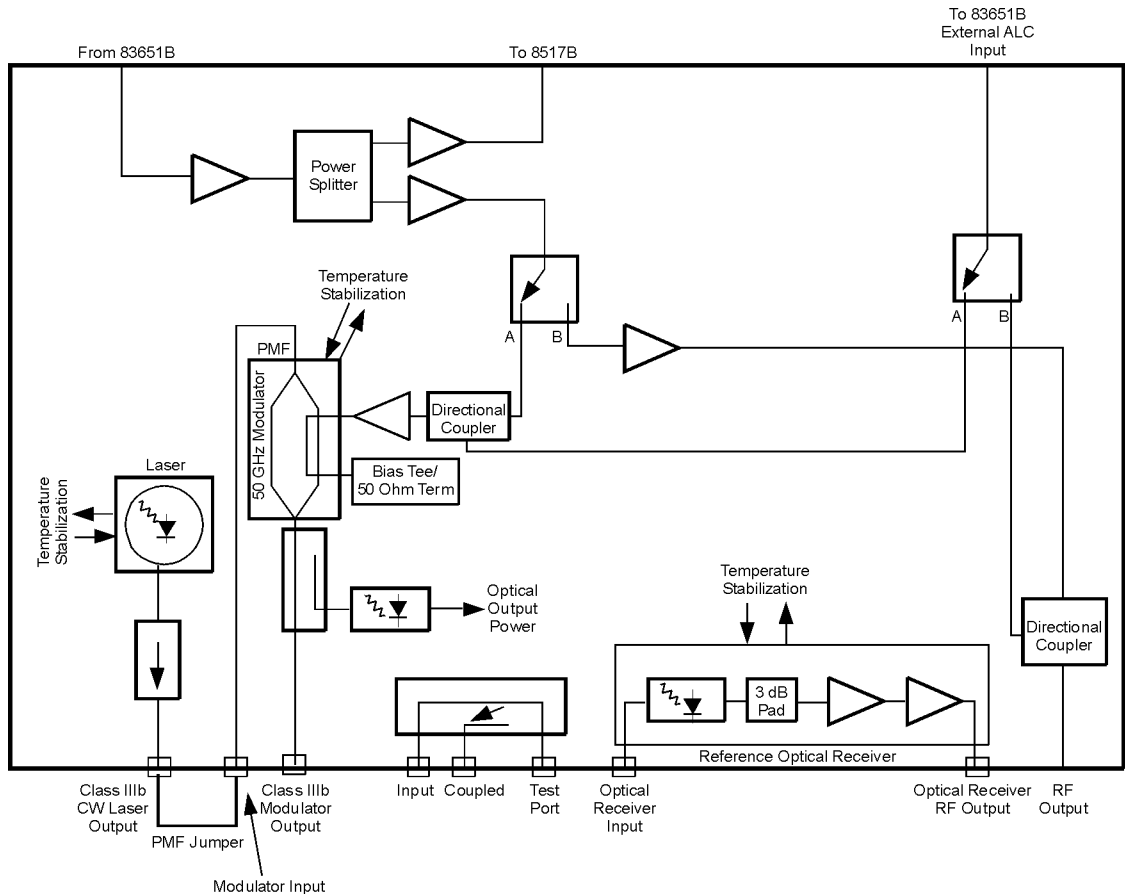 To 83651B
External ALC
Input
From 83651B
To 8517B
Power
Splitter
Temperature
Stabilization
A
B
A
B
PMF
50 GHz Modulator
Directional
Coupler
Bias Tee/
50 Ohm Term
Laser
Temperature
Stabilization
Optical
Output
Power
Temperature
Stabilization
Directional
Coupler
3 dB
Pad
Reference Optical Receiver
Class IIIb
CW Laser
Output
Class IIIb
Modulator
Output
Input
Coupled
Test
Port
Optical
Receiver
Input
Optical Receiver
RF Output
RF
Output
PMF Jumper
Modulator Input